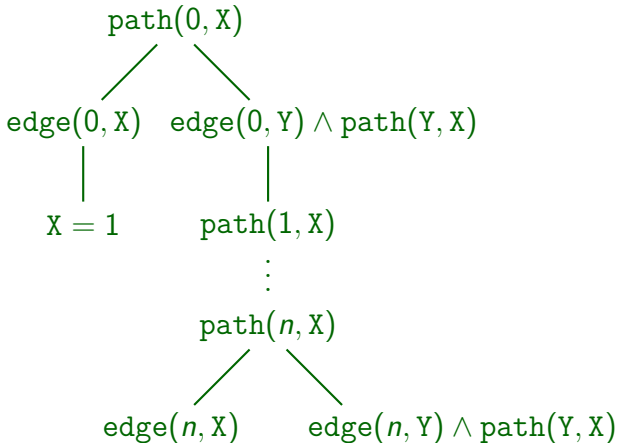 path(0, X)
edge(0, X) edge(0, Y) ∧ path(Y, X)
X = 1 path(1, X)
⋮
path(n, X)
edge(n, X) edge(n, Y) ∧ path(Y, X)